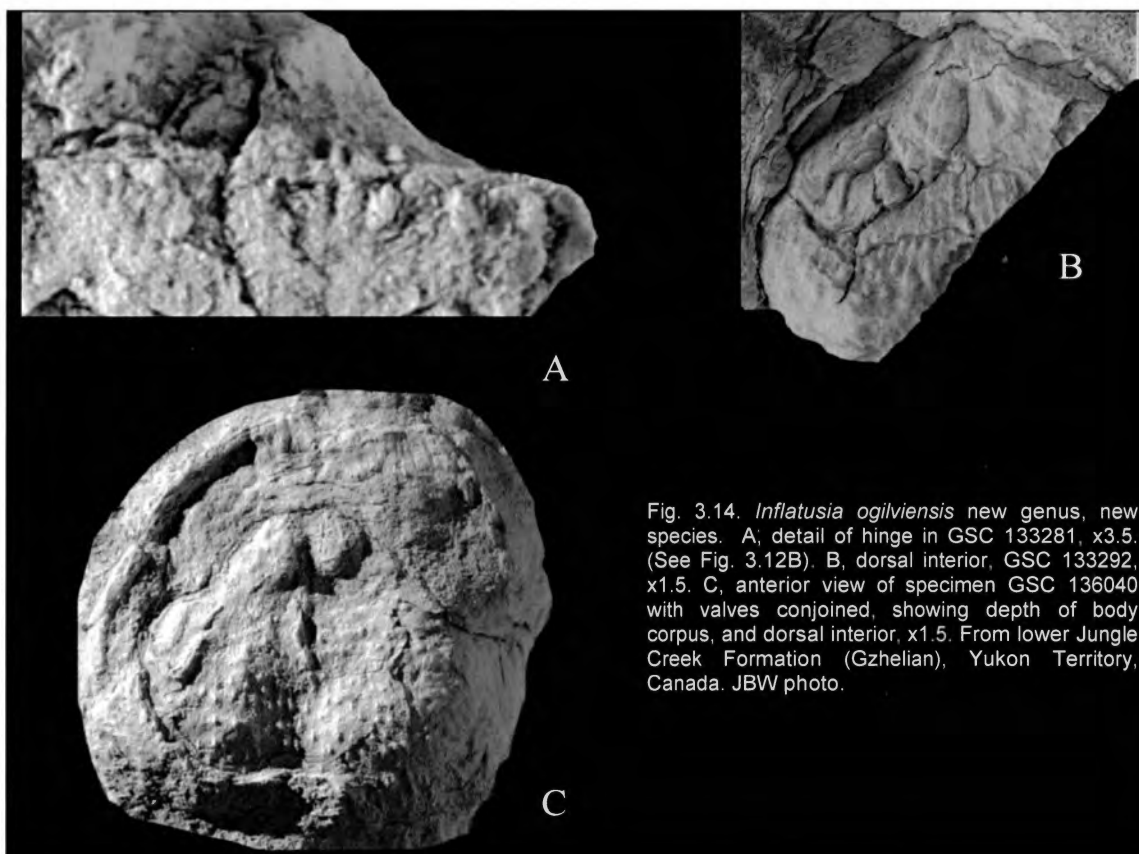 A
B
C
Fig. 3.14. Inflatusia ogilviensis new genus, new
species. A; detail of hinge in GSC 133281, x3.5.
(See Fig. 3.12B). B, dorsal interior, GSC 133292,
x1.5. C, anterior view of specimen GSC 136040
with valves conjoined, showing depth of body
corpus, and dorsal interior, x1.5. From lower Jungle
Creek Formation (Gzhelian), Yukon Territory,
Canada. JBW photo.